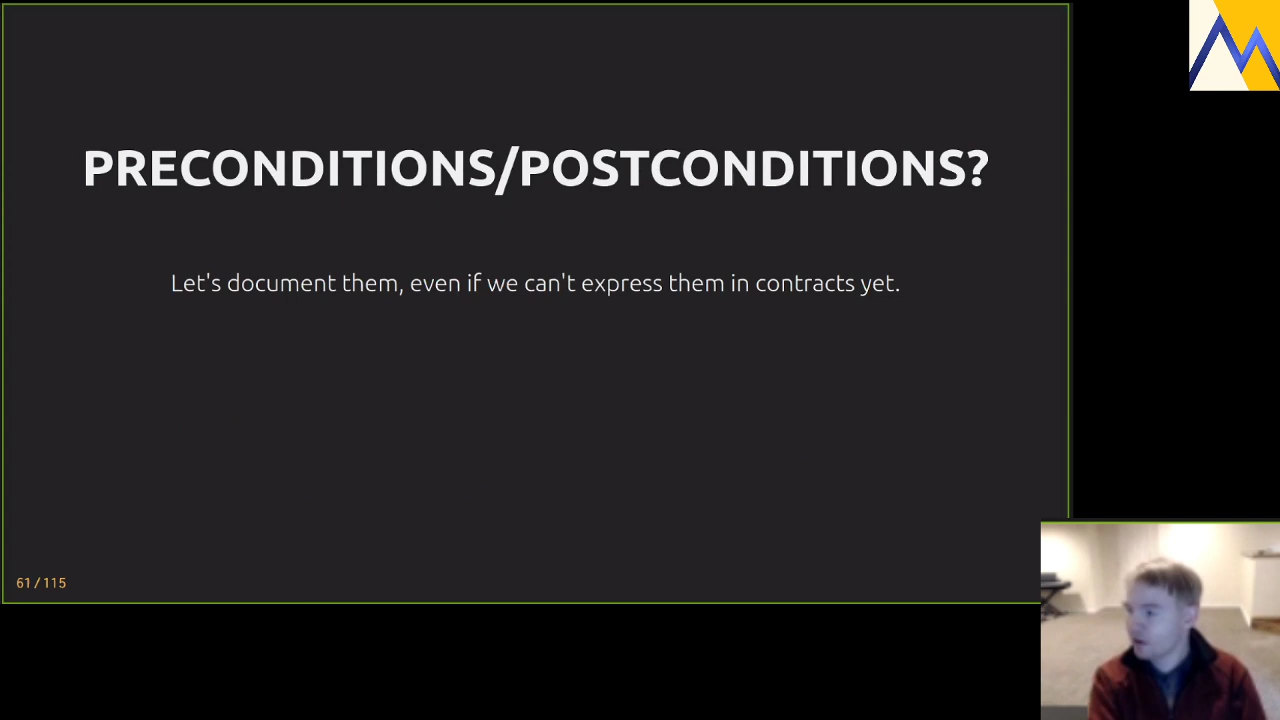 PRECONDITIONS/POSTCONDITIONS?
Let's document them, even if we can't express them in contracts yet.
61 / 115